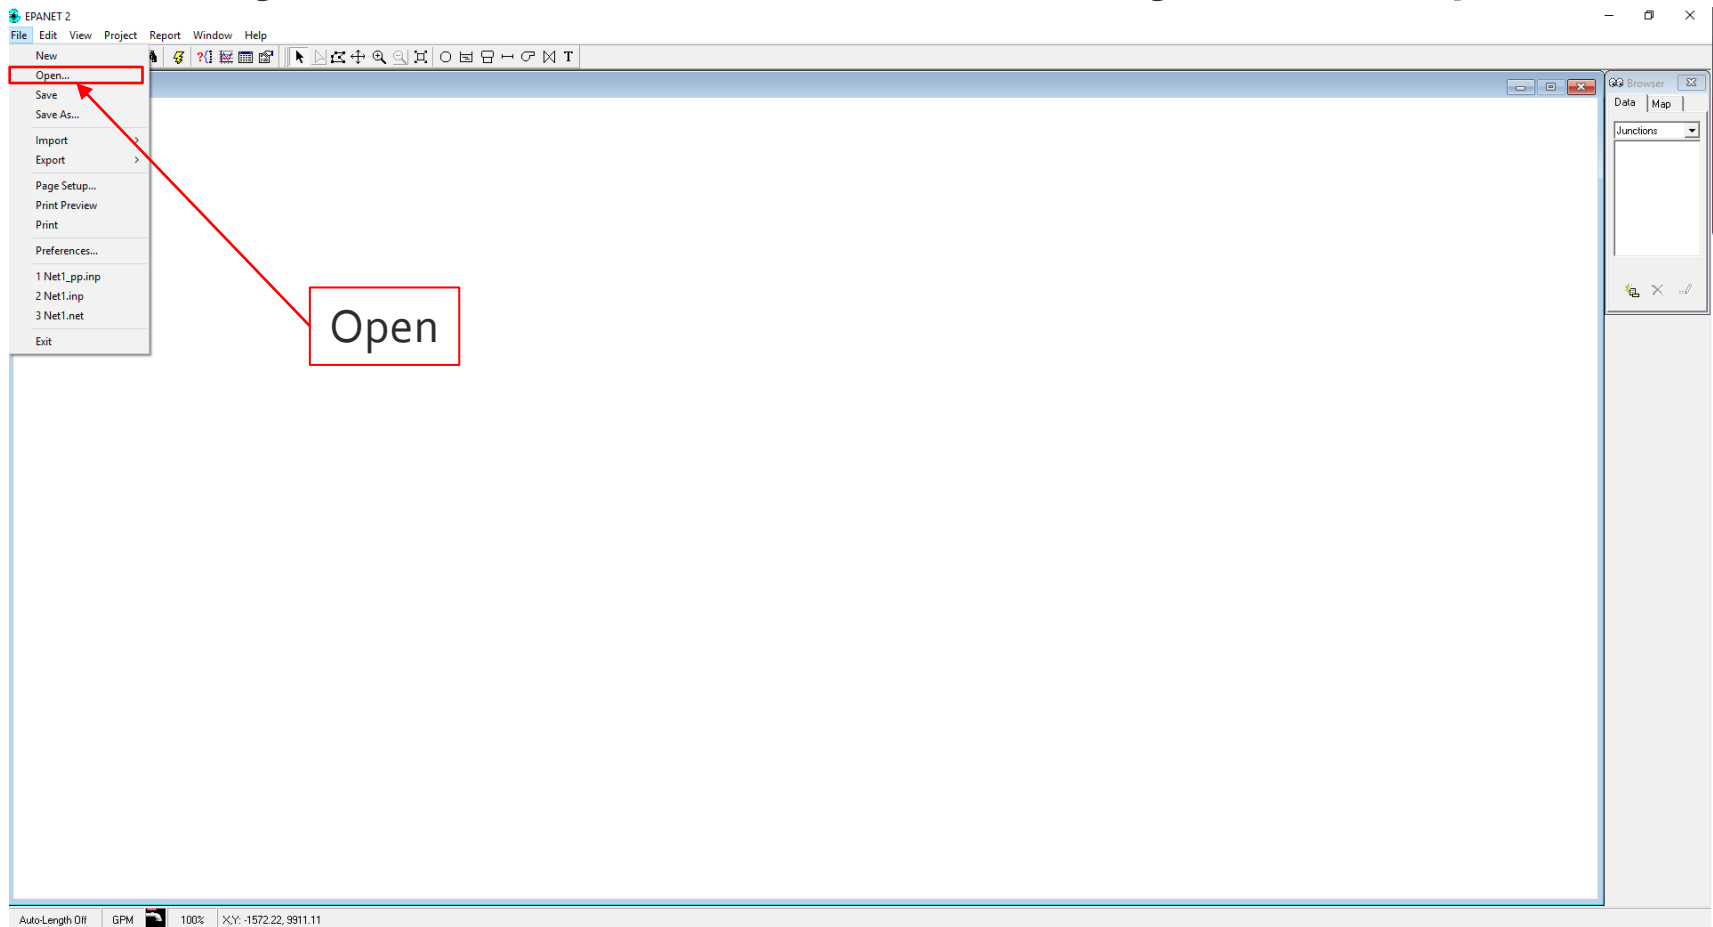 EPANET 2
File Edit View Project Report Window Help
New
Open...
Save
Save As...
Import
Export
Page Setup...
Print Preview
Print
Preferences...
1 Net1_pp.inp
2 Net1.inp
3 Net1.net
Exit
T
Open
Browser
Data Map
Junctions
Auto-Length Off GPM 100% X,Y: -1572.22, 9911.11